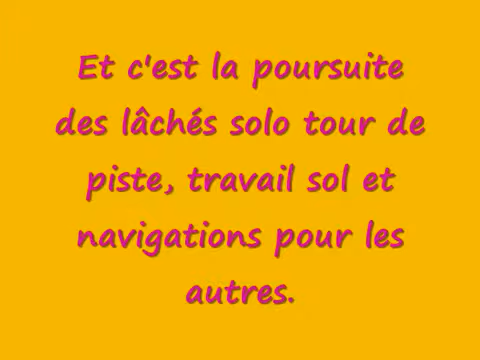 Et c'est la poursuite
des lâchés solo tour de
piste, travail sol et
navigations pour les
autres.